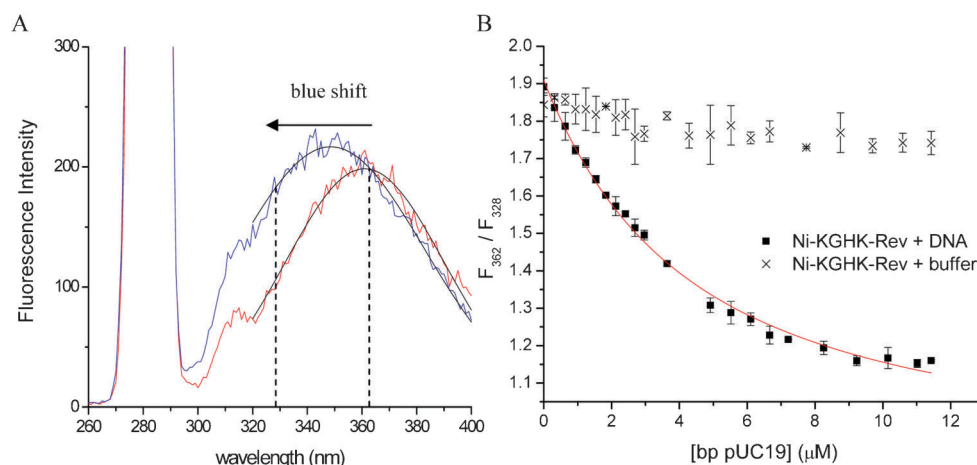 A
300
200
100
0
Fluorescence Intensity
blue shift
260 280 300 320 340 360 380 400
wavelength (nm)
B
2.0
1.9
1.8
1.7
1.6
1.5
1.4
1.3
1.2
1.1
F362 / F328
Ni-KGHK-Rev + DNA
Ni-KGHK-Rev + buffer
0 2 4 6 8 10 12
[bp pUC19] (μM)